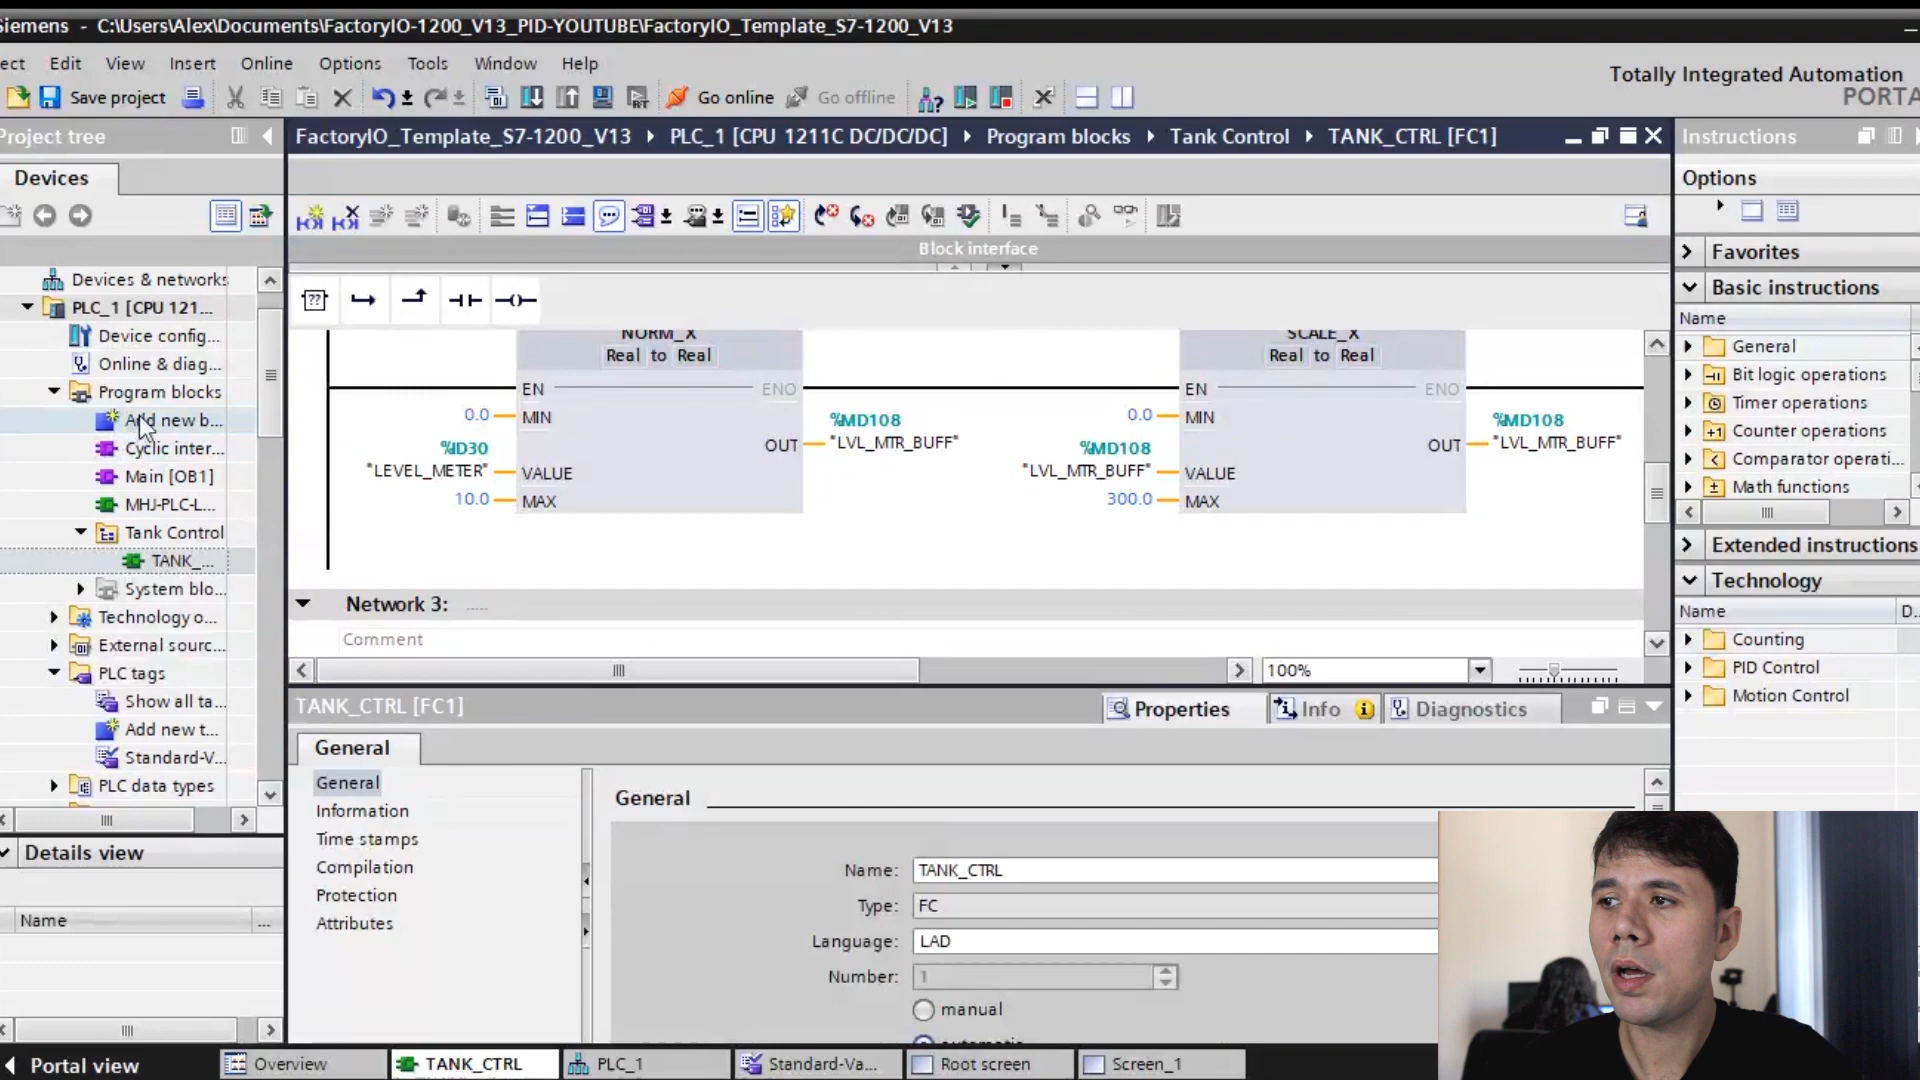 Siemens - C:\Users\Alex\Documents\FactoryIO-1200_V13_PID-YOUTUBE\FactoryIO_Template_S7-1200_V13
ect Edit View Insert Online Options Tools Window Help
Totally Integrated Automation
PORTA
Save project Go online Go offline
Project tree
FactoryIO_Template_S7-1200_V13 PLC_1 [CPU 1211C DC/DC/DC] Program blocks Tank Control TANK_CTRL [FC1]
Instructions
Devices
Options
Block interface
Devices & networks
PLC_1 [CPU 121...
Device config...
Online & diag...
Program blocks
Add new b...
Cyclic inter...
Main [OB1]
MHJ-PLC-L...
Tank Control
TANK_...
System blo...
Technology o...
External sourc...
PLC tags
Show all ta...
Add new t...
Standard-V...
PLC data types
NORM_X
Real to Real
EN ENO
0.0 MIN
%ID30
"LEVEL_METER" VALUE
10.0 MAX
OUT
%MD108
"LVL_MTR_BUFF"
SCALE_X
Real to Real
EN ENO
0.0 MIN
%MD108
"LVL_MTR_BUFF" VALUE
300.0 MAX
OUT
%MD108
"LVL_MTR_BUFF"
Network 3: .....
Comment
100%
Favorites
Basic instructions
Name
General
Bit logic operations
Timer operations
Counter operations
Comparator operati...
Math functions
Extended instructions
Technology
Name D..
Counting
PID Control
Motion Control
Details view
Name ...
TANK_CTRL [FC1]
Properties Info Diagnostics
General
General
Information
Time stamps
Compilation
Protection
Attributes
General
Name: TANK_CTRL
Type: FC
Language: LAD
Number: 1
manual
automatic
Portal view Overview TANK_CTRL PLC_1 Standard-Va... Root screen Screen_1